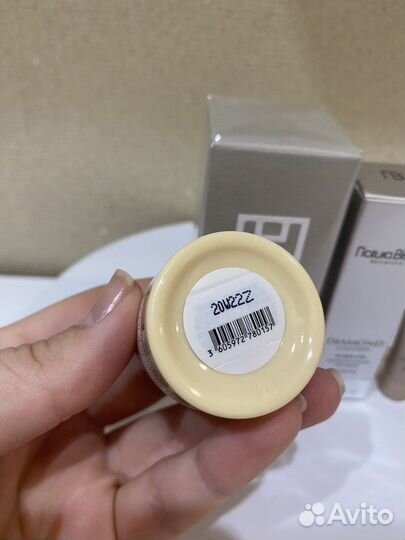 20W22Z
3 605972 780157
Natura Bi
DIAMOND
Avito